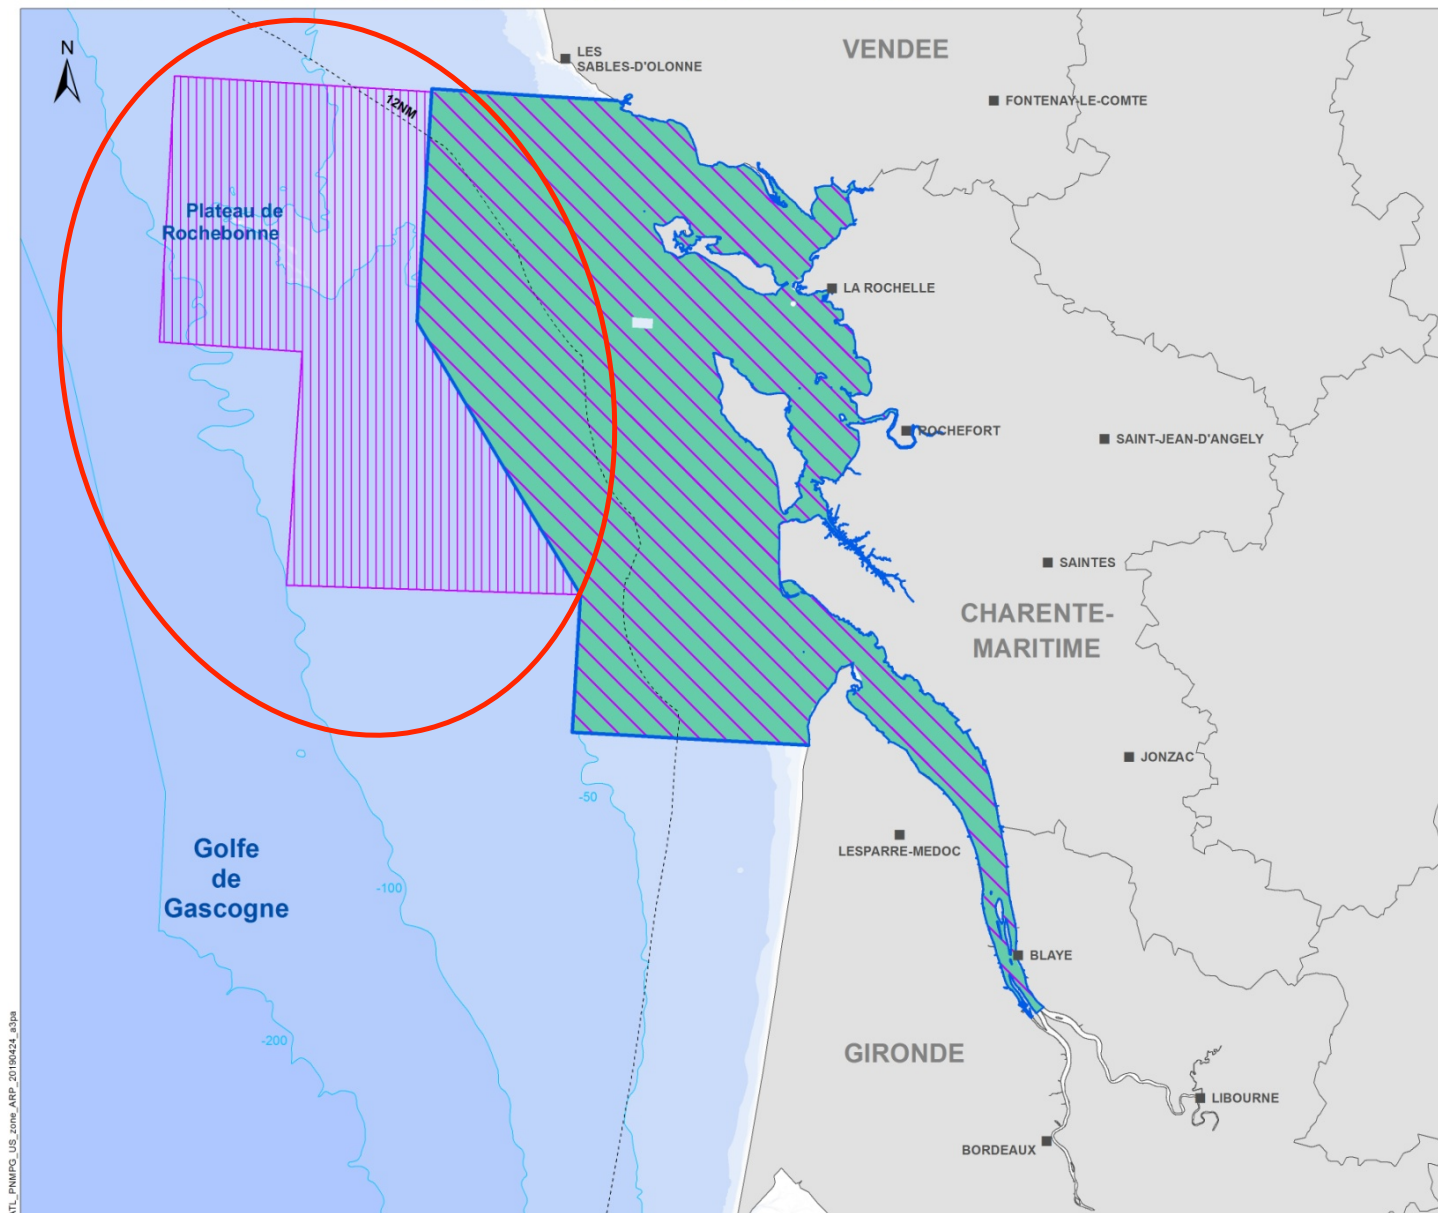 N
LES
SABLES-D'OLONNE
VENDEE
FONTENAY-LE-COMTE
12NM
Plateau de
Rochebonne
LA ROCHELLE
ROCHEFORT
SAINT-JEAN-D'ANGELY
SAINTES
CHARENTE-
MARITIME
JONZAC
-50
LESPARRE-MEDOC
Golfe
de
Gascogne
-100
BLAYE
-200
GIRONDE
LIBOURNE
BORDEAUX
ATL_PNMPG_US_zone_ARP_20190424_a3pa